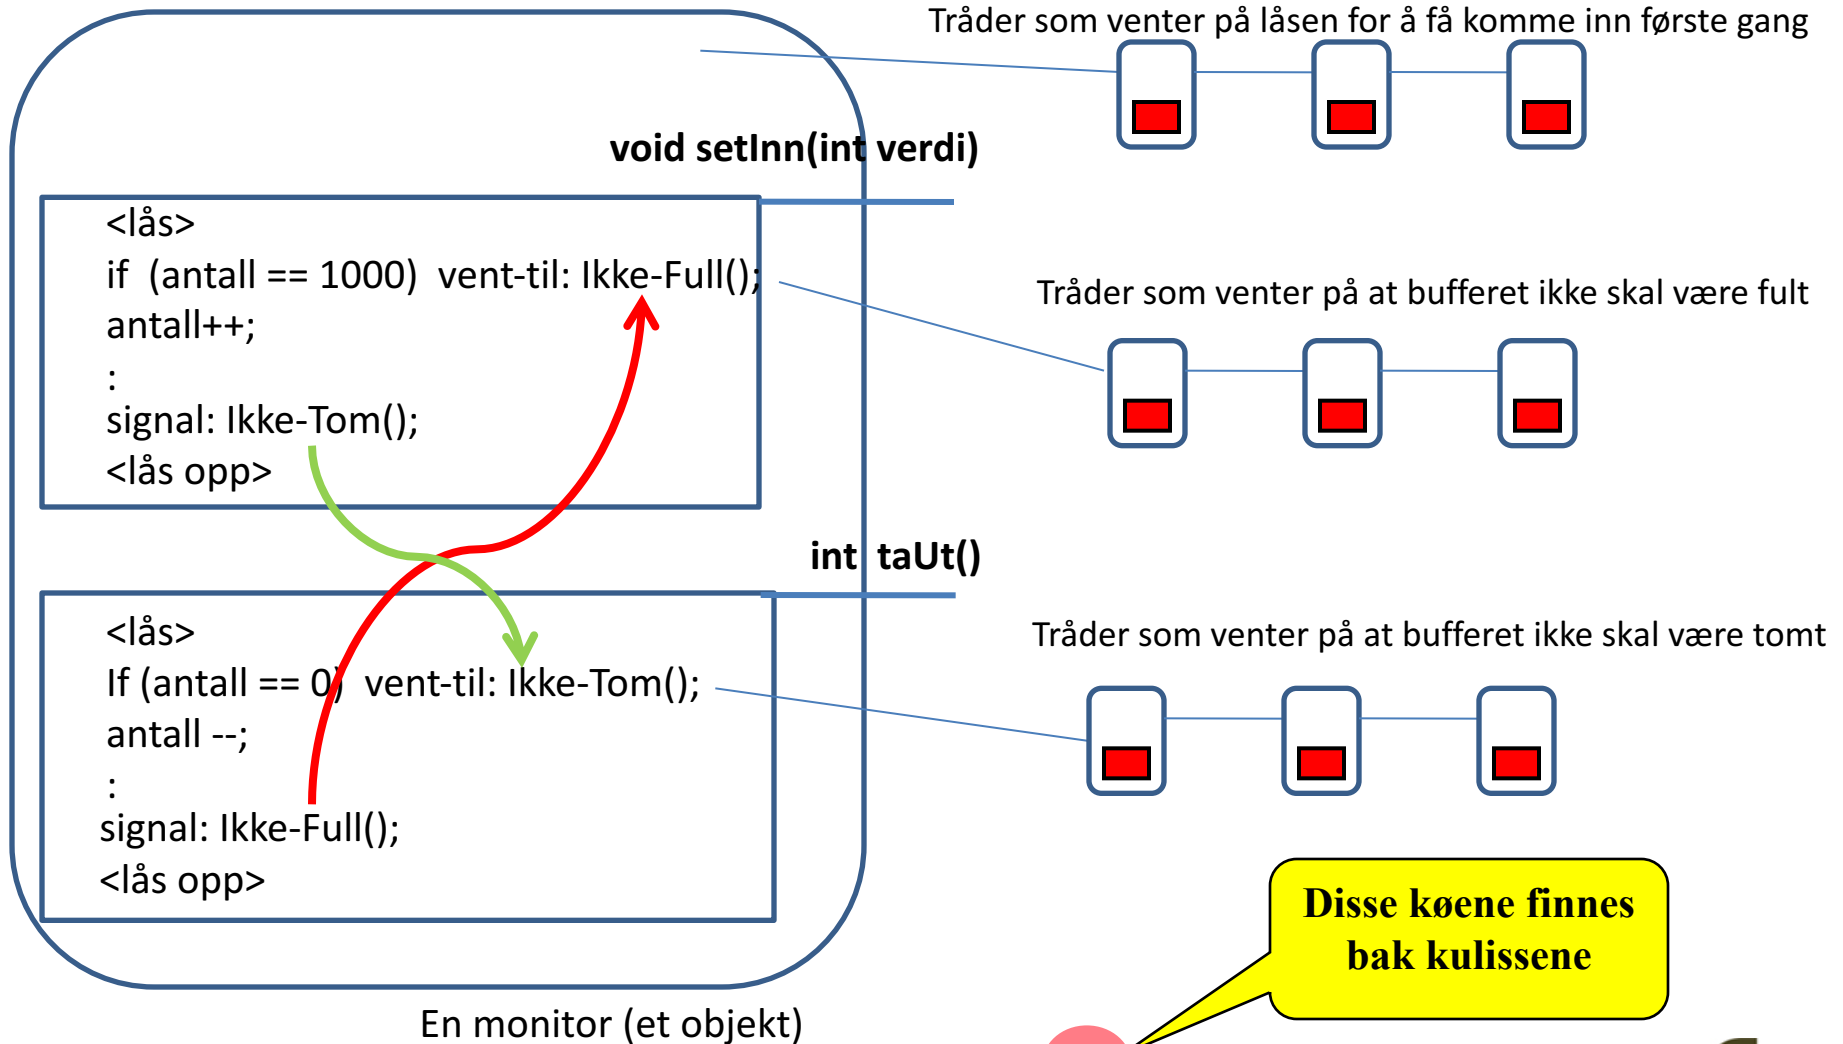 Tråder som venter på låsen for å få komme inn første gang
void setInn(int verdi)
<lås>
if (antall == 1000) vent-til: Ikke-Full();
antall++;
:
signal: Ikke-Tom();
<lås opp>
Tråder som venter på at bufferet ikke skal være fult
int taUt()
<lås>
If (antall == 0) vent-til: Ikke-Tom();
antall --;
:
signal: Ikke-Full();
<lås opp>
Tråder som venter på at bufferet ikke skal være tomt
Disse køene finnes
bak kulissene
En monitor (et objekt)